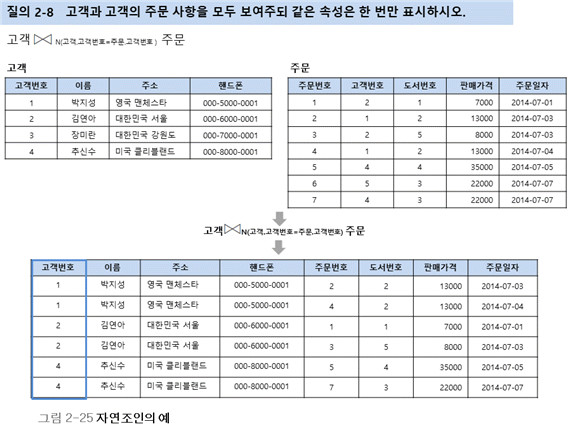 질의 2-8 고객과 고객의 주문 사항을 모두 보여주되 같은 속성은 한 번만 표시하시오.
고객 ⋈ N(고객.고객번호=주문.고객번호) 주문
고객
고객번호 이름 주소 핸드폰
1 박지성 영국 맨체스타 000-5000-0001
2 김연아 대한민국 서울 000-6000-0001
3 장미란 대한민국 강원도 000-7000-0001
4 추신수 미국 클리블랜드 000-8000-0001
주문
주문번호 고객번호 도서번호 판매가격 주문일자
1 2 1 7000 2014-07-01
2 1 2 13000 2014-07-03
3 2 5 8000 2014-07-03
4 1 2 13000 2014-07-04
5 4 4 35000 2014-07-05
6 5 3 22000 2014-07-07
7 4 3 22000 2014-07-07
고객⋈N(고객.고객번호=주문.고객번호) 주문
고객번호 이름 주소 핸드폰 주문번호 도서번호 판매가격 주문일자
1 박지성 영국 맨체스타 000-5000-0001 2 2 13000 2014-07-03
1 박지성 영국 맨체스타 000-5000-0001 4 2 13000 2014-07-04
2 김연아 대한민국 서울 000-6000-0001 1 1 7000 2014-07-01
2 김연아 대한민국 서울 000-6000-0001 3 5 8000 2014-07-03
4 추신수 미국 클리블랜드 000-8000-0001 5 4 35000 2014-07-05
4 추신수 미국 클리블랜드 000-8000-0001 7 3 22000 2014-07-07
그림 2-25 자연조인의 예